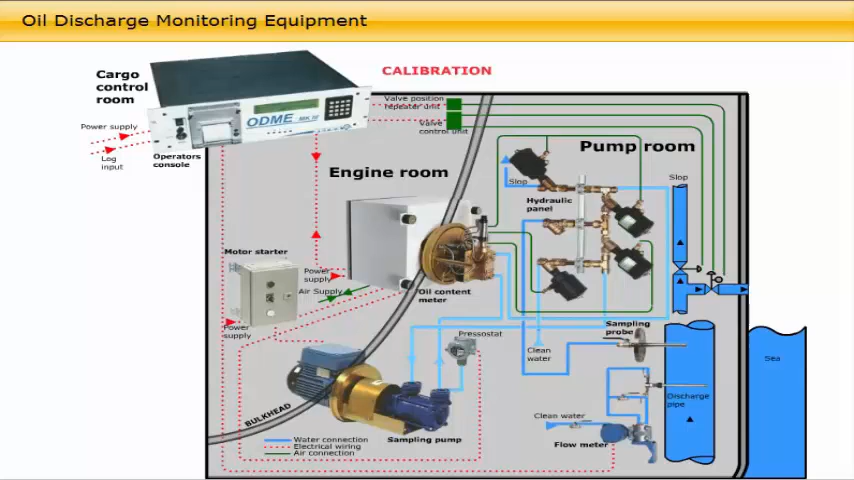 Oil Discharge Monitoring Equipment
CALIBRATION
Cargo
control
room
Valve position
repeater unit
Valve
control unit
ODME MK III
Power supply
Log
input
Operators
console
Engine room
Pump room
Slop
Hydraulic
panel
Slop
Motor starter
Power
supply
Air Supply
Oil content
meter
Power
supply
Pressostat
Clean
water
Sampling
probe
Sea
Discharge
pipe
Clean water
Flow meter
BULKHEAD
Sampling pump
Water connection
Electrical wiring
Air connection